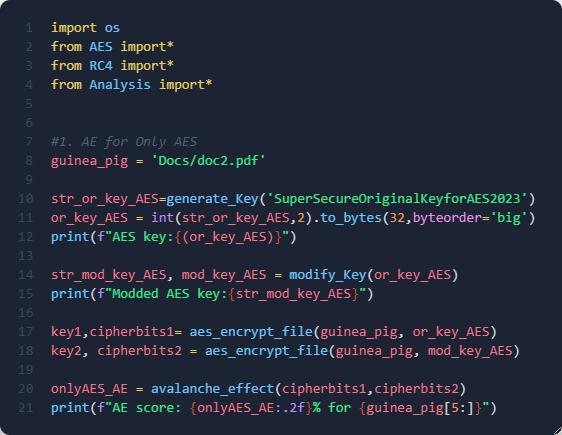 1 import os
2 from AES import*
3 from RC4 import*
4 from Analysis import*
5
6
7 #1. AE for Only AES
8 guinea_pig = 'Docs/doc2.pdf'
9
10 str_or_key_AES=generate_Key('SuperSecureOriginalKeyforAES2023')
11 or_key_AES = int(str_or_key_AES,2).to_bytes(32,byteorder='big')
12 print(f"AES key:{(or_key_AES)}")
13
14 str_mod_key_AES, mod_key_AES = modify_Key(or_key_AES)
15 print(f"Modded AES key:{str_mod_key_AES}")
16
17 key1,cipherbits1= aes_encrypt_file(guinea_pig, or_key_AES)
18 key2, cipherbits2 = aes_encrypt_file(guinea_pig, mod_key_AES)
19
20 onlyAES_AE = avalanche_effect(cipherbits1,cipherbits2)
21 print(f"AE score: {onlyAES_AE:.2f}% for {guinea_pig[5:]}")